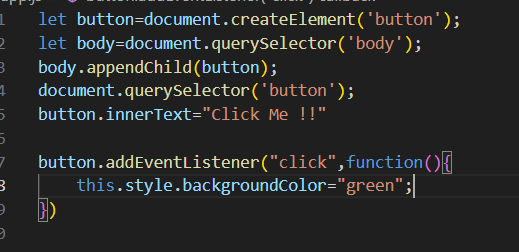 let button=document.createElement('button');
let body=document.querySelector('body');
body.appendChild(button);
document.querySelector('button');
button.innerText="Click Me !!"
button.addEventListener("click",function(){
this.style.backgroundColor="green";
})